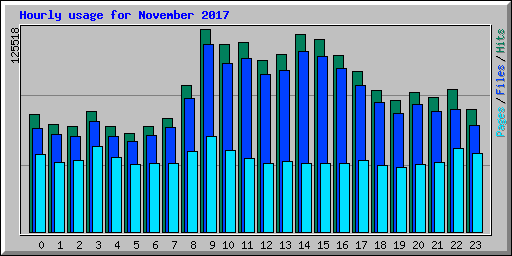 Hourly usage for November 2017
125518
Pages/Files/Hits
0 1 2 3 4 5 6 7 8 9 10 11 12 13 14 15 16 17 18 19 20 21 22 23